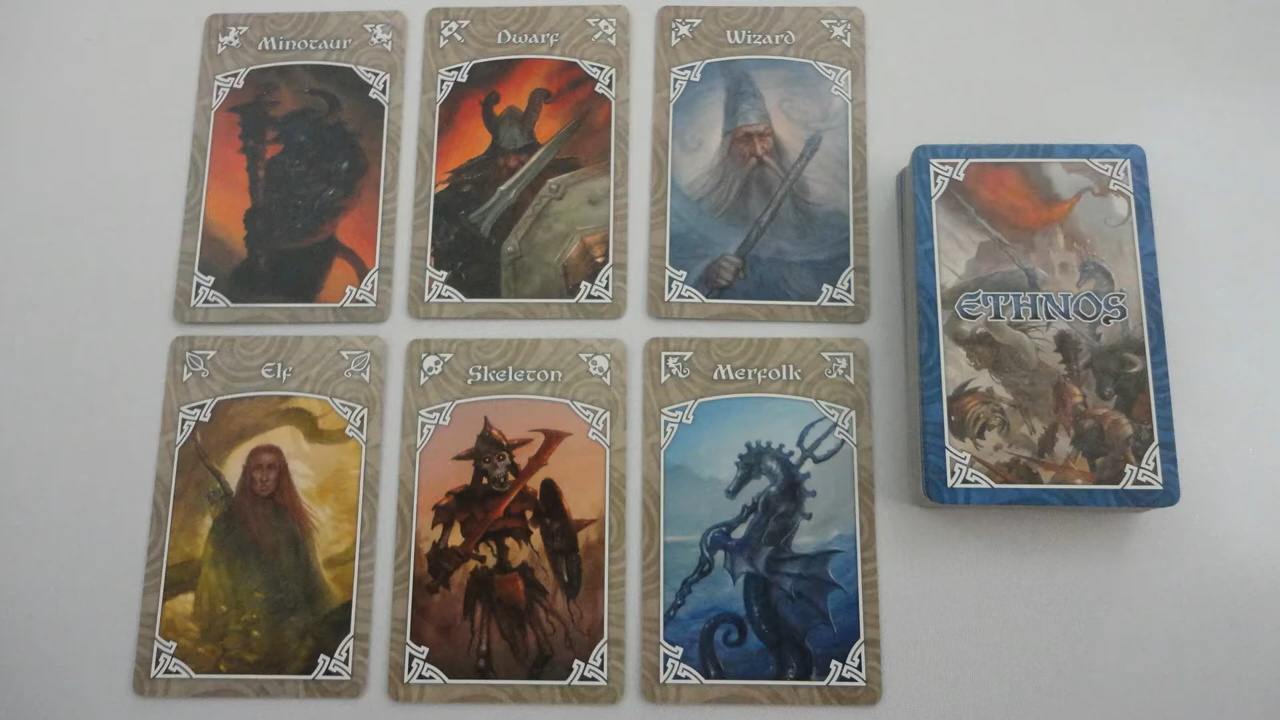 Minotaur
Dwarf
Wizard
Elf
Skeleton
Merfolk
ETHNOS